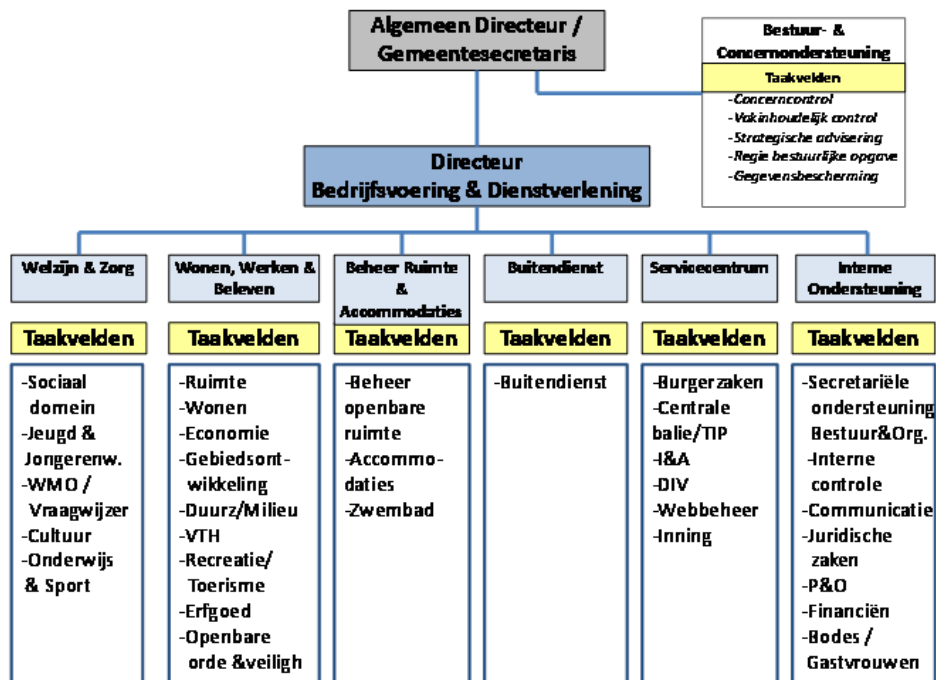 Algemeen Directeur /
Gemeentesecretaris
Bestuur- &
Concernondersteuning
Taakvelden
-Concerncontrol
-Vakinhoudelijk control
-Strategische advisering
-Regie bestuurlijke opgave
-Gegevensbescherming
Directeur
Bedrijfsvoering & Dienstverlening
Welzijn & Zorg
Taakvelden
-Sociaal
domein
-Jeugd &
Jongerenw.
-WMO /
Vraagwijzer
-Cultuur
-Onderwijs
& Sport
Wonen, Werken &
Beleven
Taakvelden
-Ruimte
-Wonen
-Economie
-Gebiedsont-
wikkeling
-Duurz/Milieu
-VTH
-Recreatie/
Toerisme
-Erfgoed
-Openbare
orde &veiligh
Beheer Ruimte
&
Accommodaties
Taakvelden
-Beheer
openbare
ruimte
-Accommo-
daties
-Zwembad
Buitendienst
Taakvelden
-Buitendienst
Servicecentrum
Taakvelden
-Burgerzaken
-Centrale
balie/TIP
-I&A
-DIV
-Webbeheer
-Inning
Interne
Ondersteuning
Taakvelden
-Secretariële
ondersteuning
Bestuur&Org.
-Interne
controle
-Communicatie
-Juridische
zaken
-P&O
-Financiën
-Bodes /
Gastvrouwen